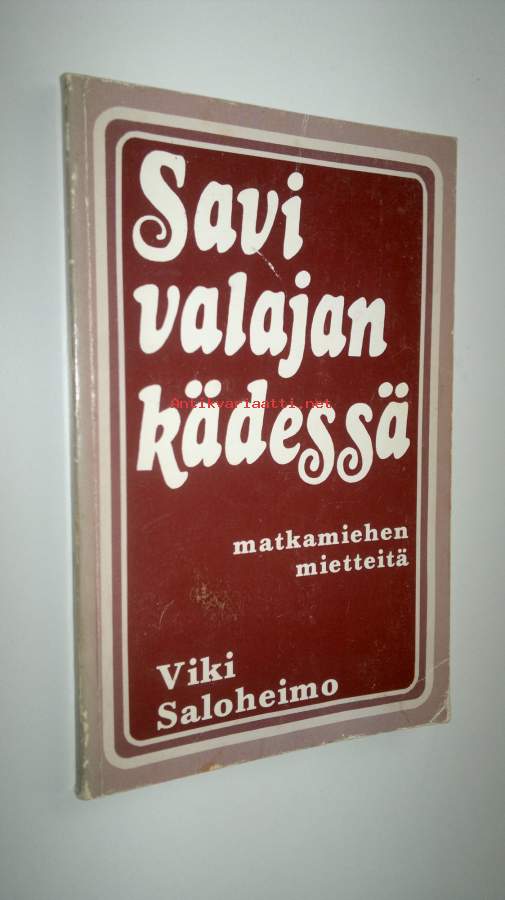 Savi
valajan
Antikvariaatti.net
kädessä
matkamiehen
mietteitä
Viki
Saloheimo